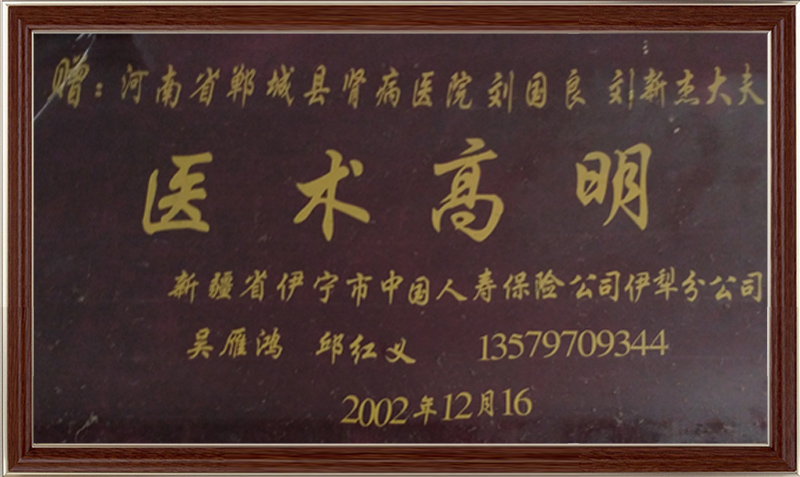 赠：河南省郸城县肾病医院 刘国良 刘新杰大夫
医术高明
新疆省伊宁市中国人寿保险公司伊犁分公司
吴雁鸿 邱红义 13579709344
2002年12月16